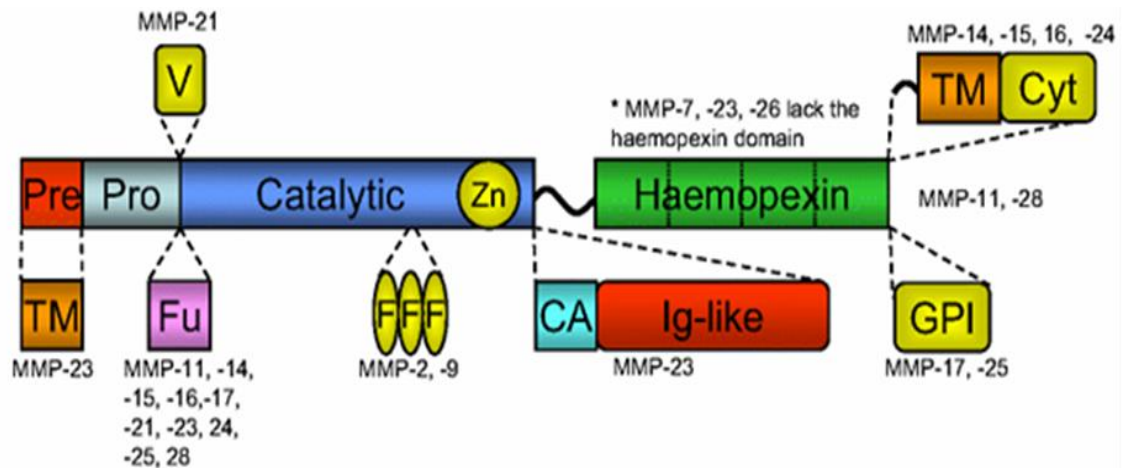 MMP-21
V
MMP-14, -15, 16, -24
TM Cyt
* MMP-7, -23, -26 lack the
haemopexin domain
Pre Pro Catalytic Zn Haemopexin
MMP-11, -28
TM Fu F F F CA Ig-like GPI
MMP-23 MMP-11, -14, MMP-2, -9 MMP-23 MMP-17, -25
-15, -16,-17,
-21, -23, 24,
-25, 28